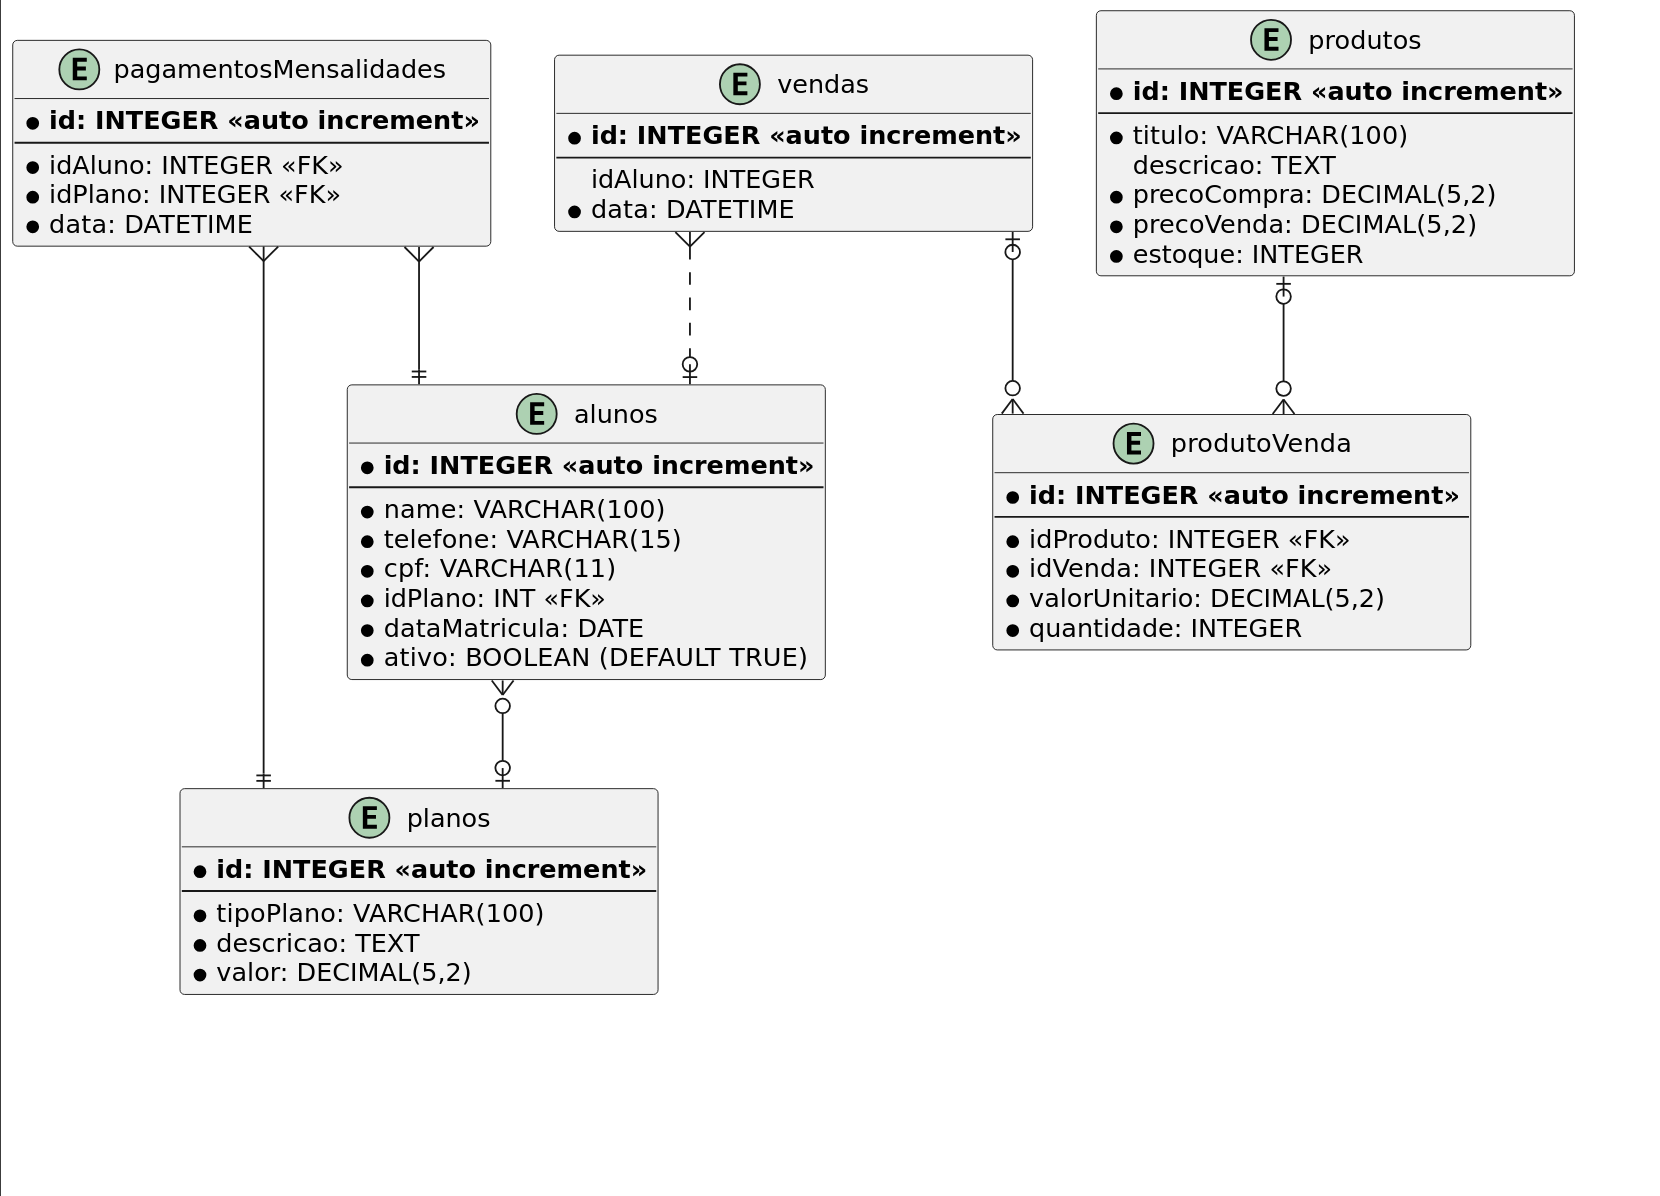 E pagamentosMensalidades
id: INTEGER «auto increment»
idAluno: INTEGER «FK»
idPlano: INTEGER «FK»
data: DATETIME
E vendas
id: INTEGER «auto increment»
idAluno: INTEGER
data: DATETIME
E produtos
id: INTEGER «auto increment»
titulo: VARCHAR(100)
descricao: TEXT
precoCompra: DECIMAL(5,2)
precoVenda: DECIMAL(5,2)
estoque: INTEGER
E alunos
id: INTEGER «auto increment»
name: VARCHAR(100)
telefone: VARCHAR(15)
cpf: VARCHAR(11)
idPlano: INT «FK»
dataMatricula: DATE
ativo: BOOLEAN (DEFAULT TRUE)
E produtoVenda
id: INTEGER «auto increment»
idProduto: INTEGER «FK»
idVenda: INTEGER «FK»
valorUnitario: DECIMAL(5,2)
quantidade: INTEGER
E planos
id: INTEGER «auto increment»
tipoPlano: VARCHAR(100)
descricao: TEXT
valor: DECIMAL(5,2)